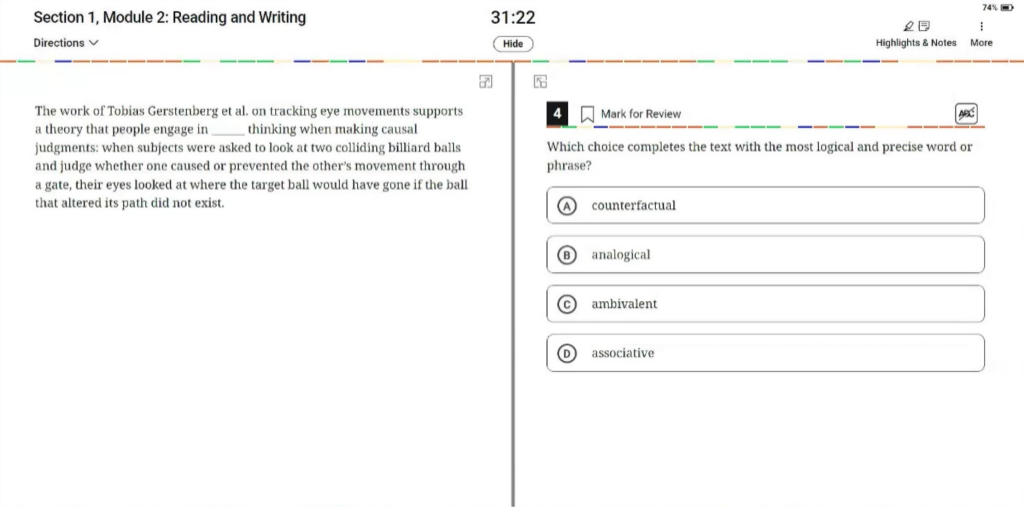 Section 1, Module 2: Reading and Writing
31:22
74%
Directions
Hide
Highlights & Notes
More
The work of Tobias Gerstenberg et al. on tracking eye movements supports
a theory that people engage in _____ thinking when making causal
judgments: when subjects were asked to look at two colliding billiard balls
and judge whether one caused or prevented the other's movement through
a gate, their eyes looked at where the target ball would have gone if the ball
that altered its path did not exist.
4
Mark for Review
ABC
Which choice completes the text with the most logical and precise word or
phrase?
A counterfactual
B analogical
C ambivalent
D associative